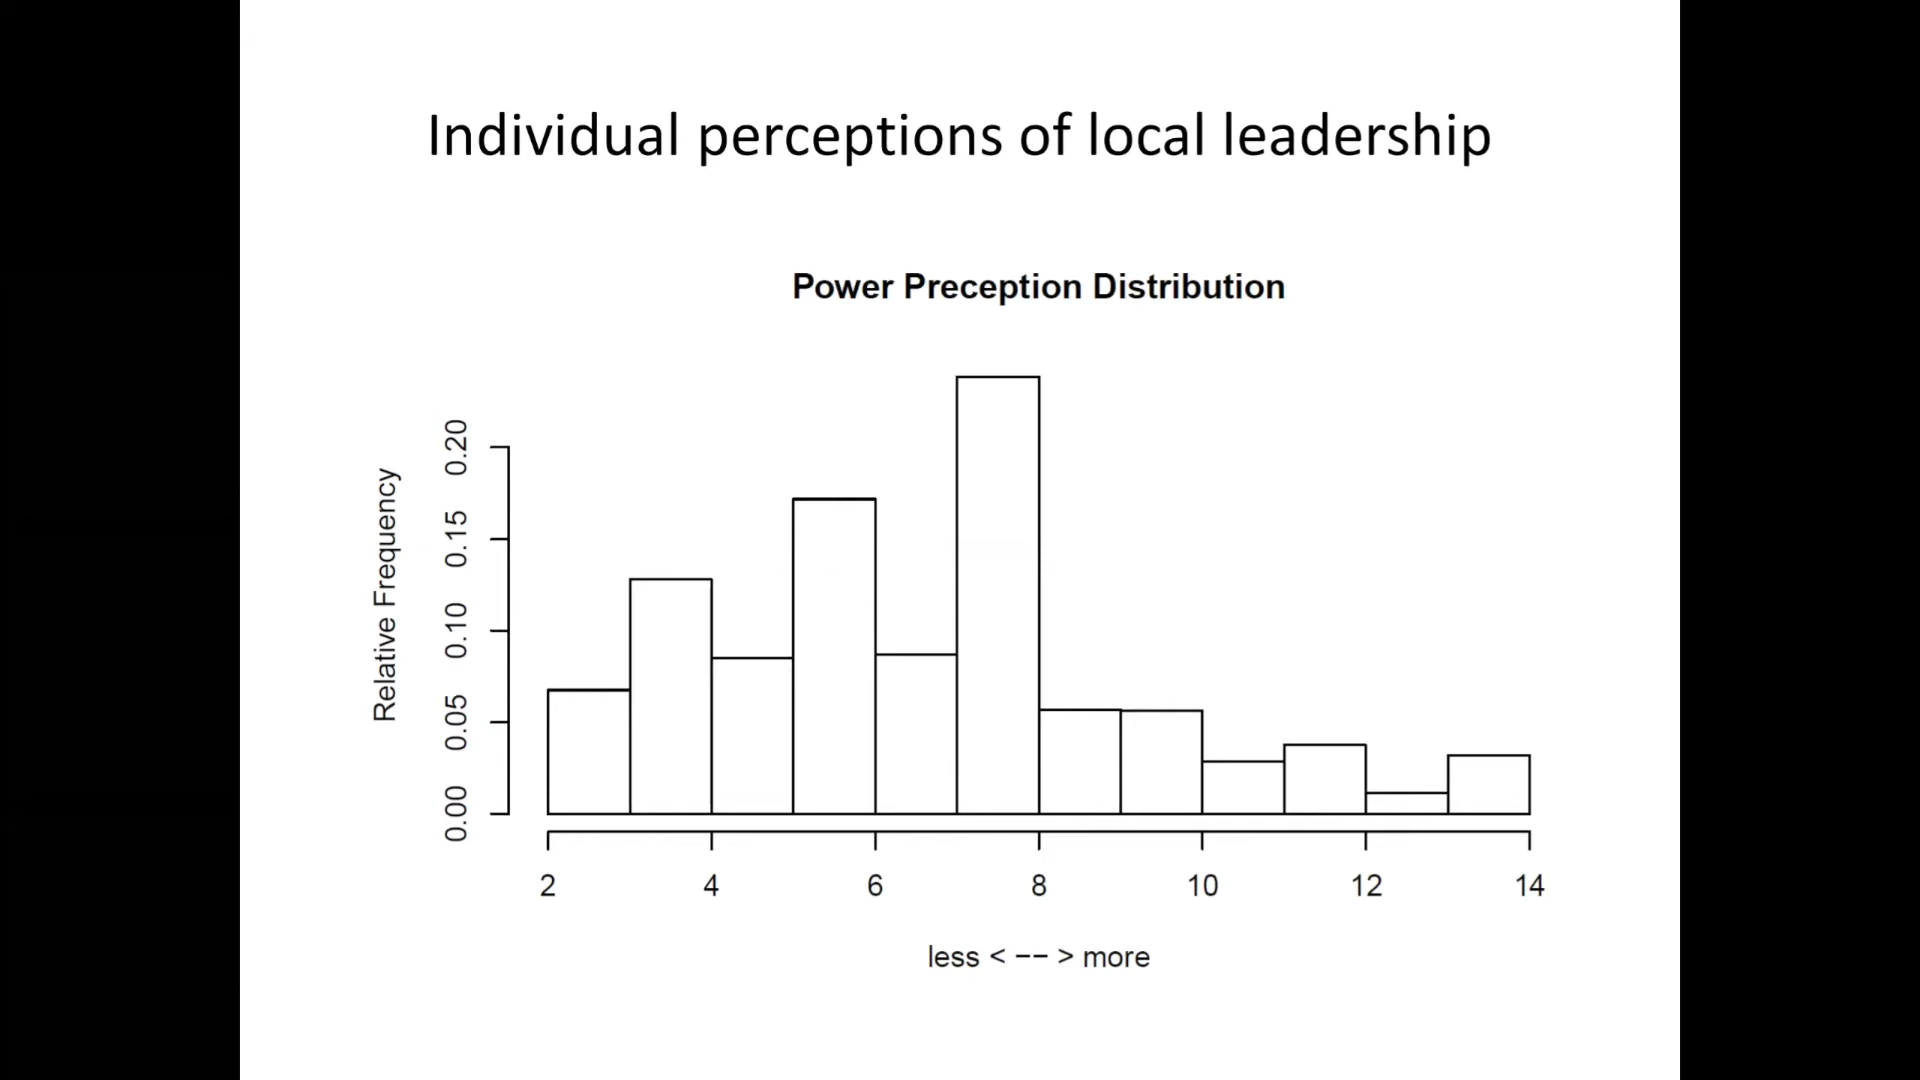 Individual perceptions of local leadership
Power Preception Distribution
Relative Frequency
0.20
0.15
0.10
0.05
0.00
2 4 6 8 10 12 14
less < −− > more